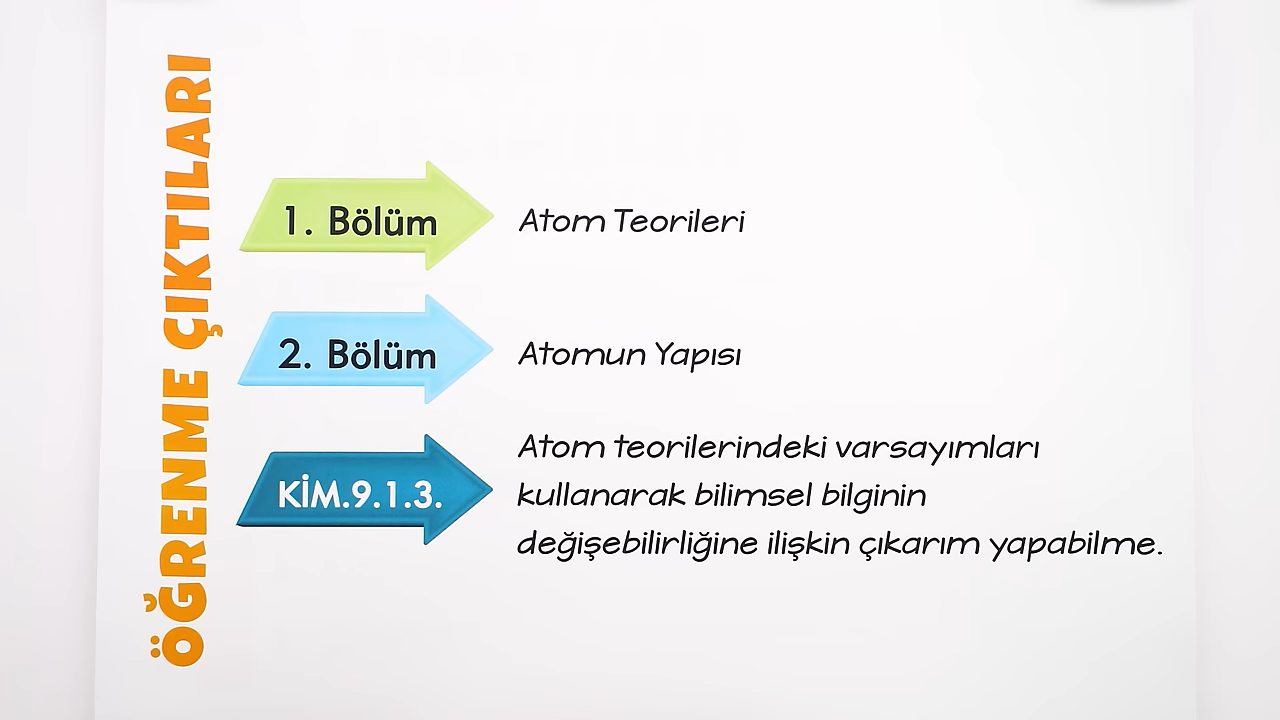 ÖĞRENME ÇIKTILARI
1. Bölüm
Atom Teorileri
2. Bölüm
Atomun Yapısı
KİM.9.1.3.
Atom teorilerindeki varsayımları
kullanarak bilimsel bilginin
değişebilirliğine ilişkin çıkarım yapabilme.